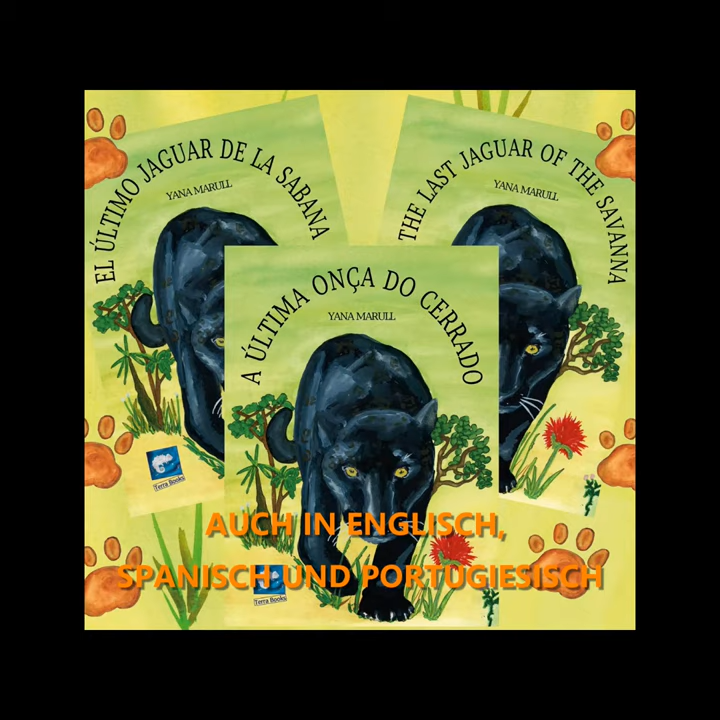 EL ÚLTIMO JAGUAR DE LA SABANA
YANA MARULL
THE LAST JAGUAR OF THE SAVANNA
YANA MARULL
A ÚLTIMA ONÇA DO CERRADO
YANA MARULL
Terra Books
AUCH IN ENGLISCH,
SPANISCH UND PORTUGIESISCH
Terra Books